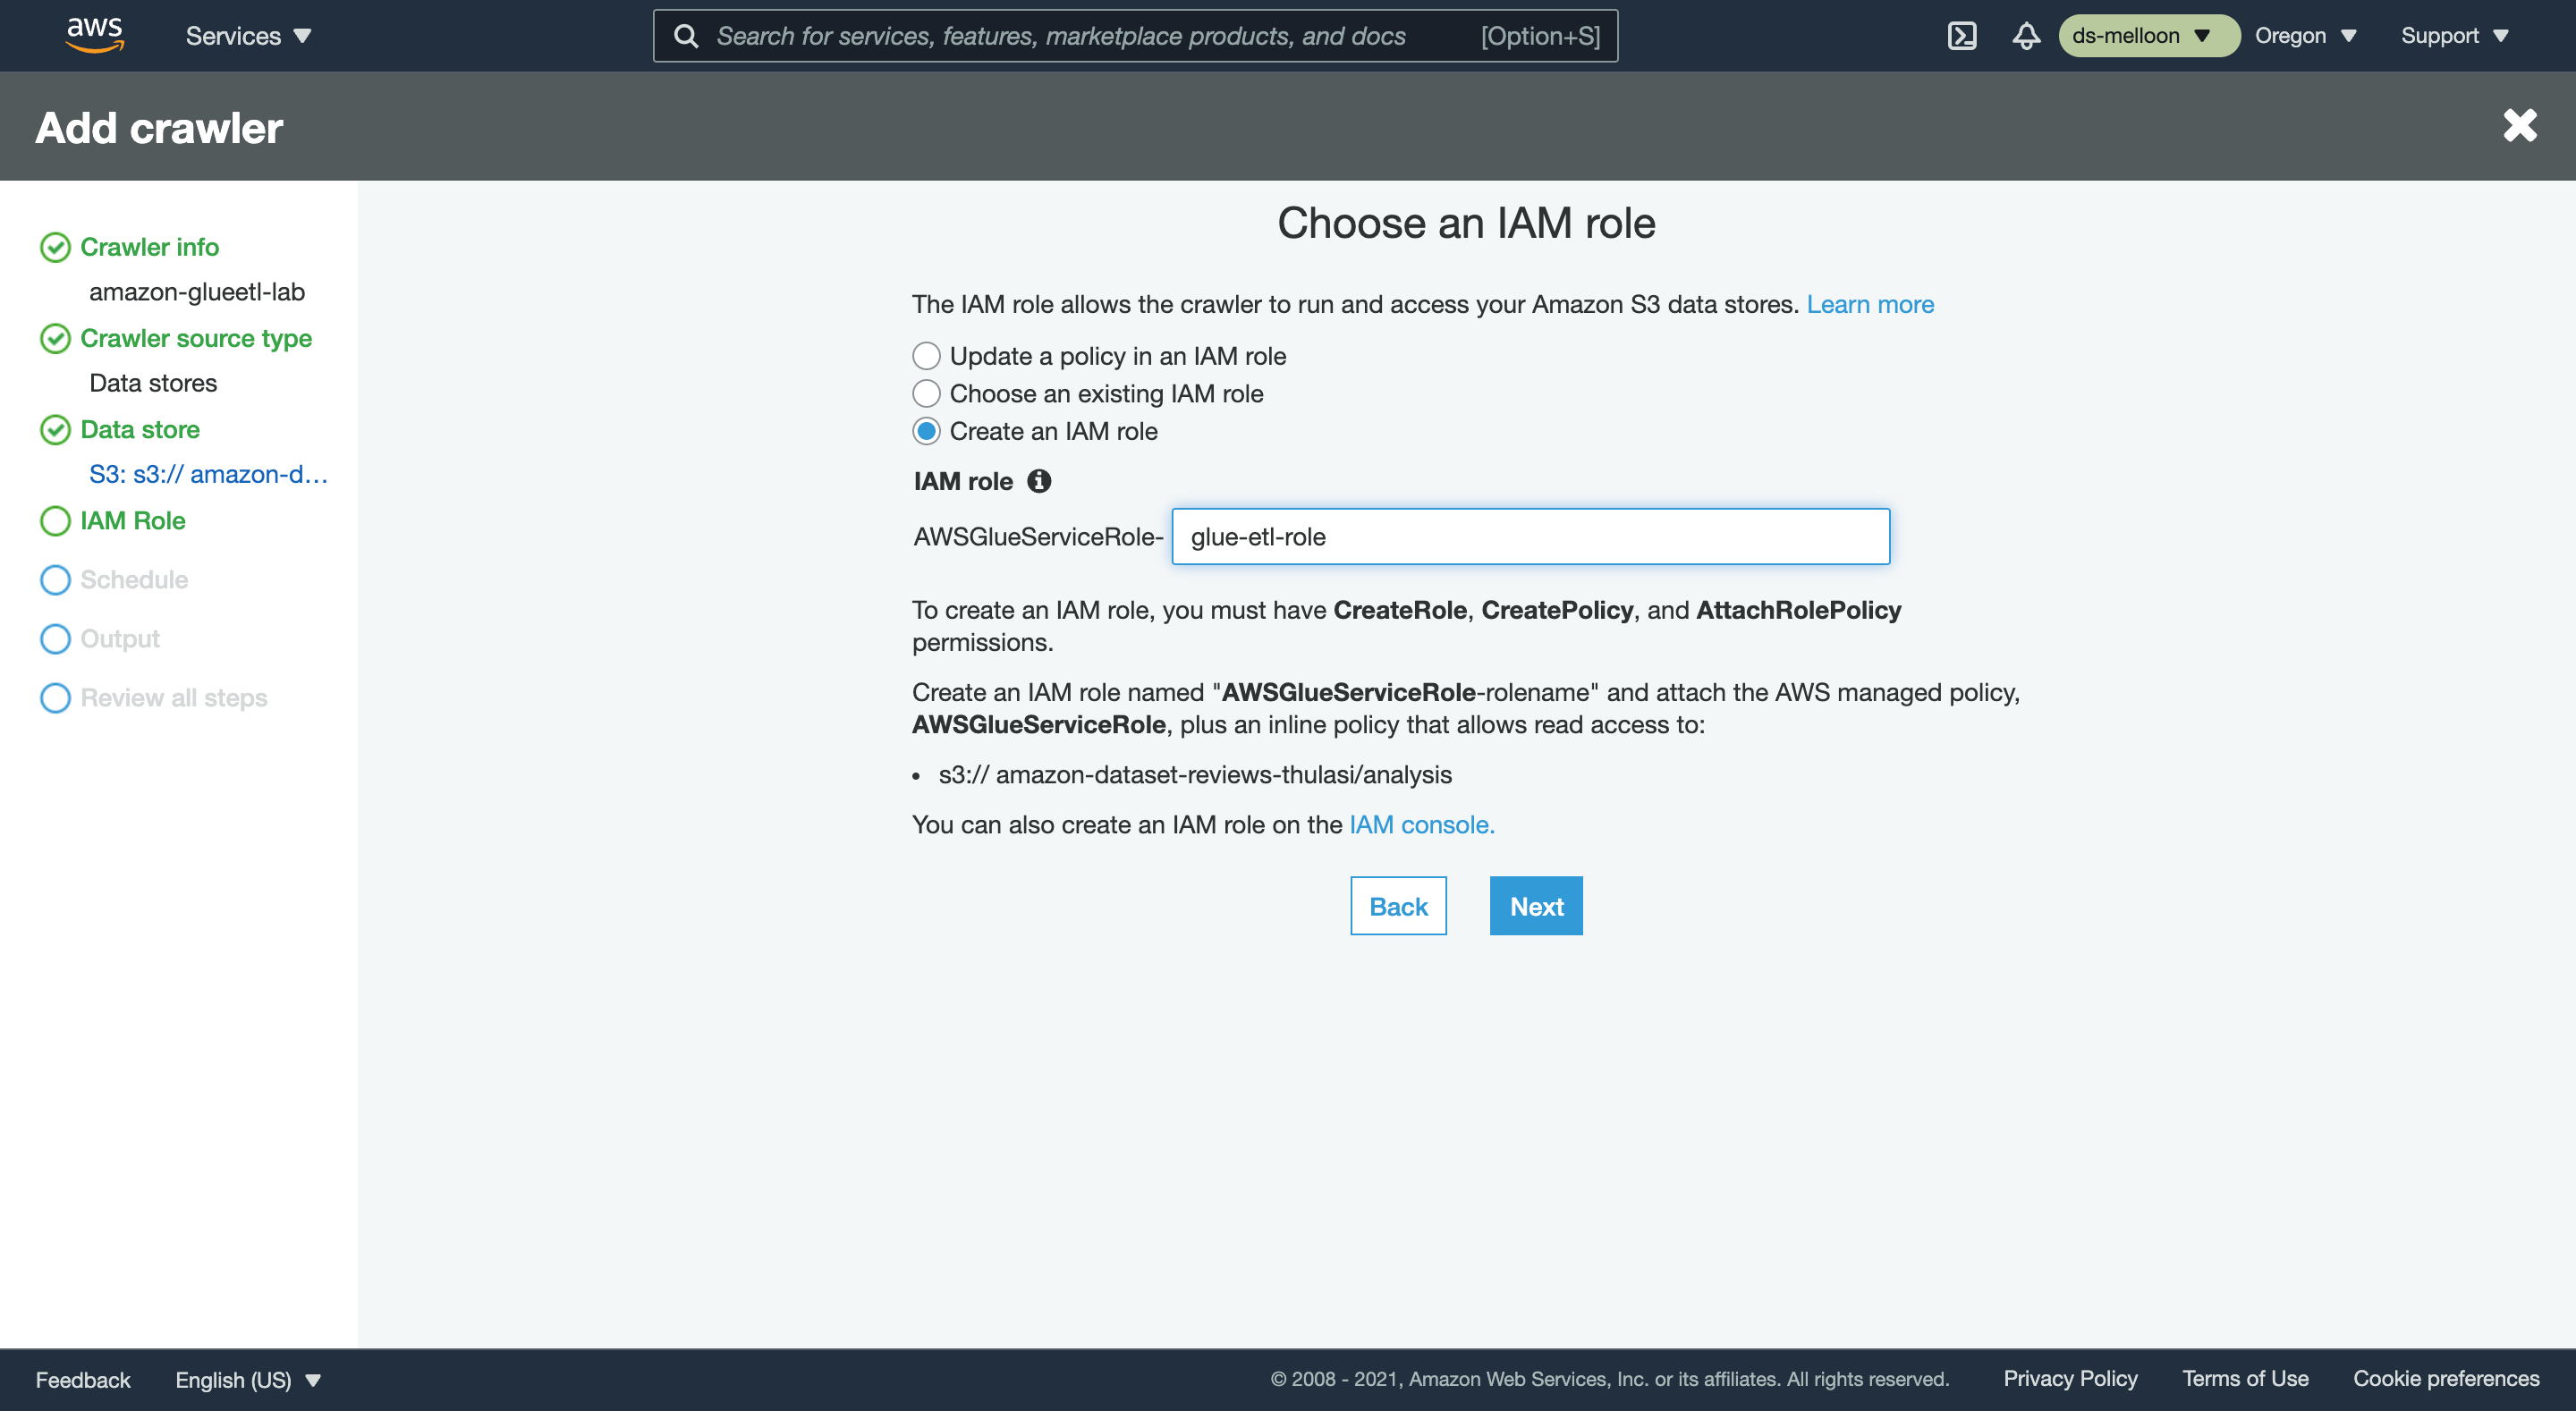 aws
Services
Search for services, features, marketplace products, and docs [Option+S]
ds-melloon
Oregon
Support
Add crawler
Crawler info
amazon-glueetl-lab
Crawler source type
Data stores
Data store
S3: s3:// amazon-d...
IAM Role
Schedule
Output
Review all steps
Choose an IAM role
The IAM role allows the crawler to run and access your Amazon S3 data stores. Learn more
Update a policy in an IAM role
Choose an existing IAM role
Create an IAM role
IAM role
AWSGlueServiceRole- glue-etl-role
To create an IAM role, you must have CreateRole, CreatePolicy, and AttachRolePolicy
permissions.
Create an IAM role named "AWSGlueServiceRole-rolename" and attach the AWS managed policy,
AWSGlueServiceRole, plus an inline policy that allows read access to:
• s3:// amazon-dataset-reviews-thulasi/analysis
You can also create an IAM role on the IAM console.
Back
Next
Feedback
English (US)
© 2008 - 2021, Amazon Web Services, Inc. or its affiliates. All rights reserved.
Privacy Policy
Terms of Use
Cookie preferences